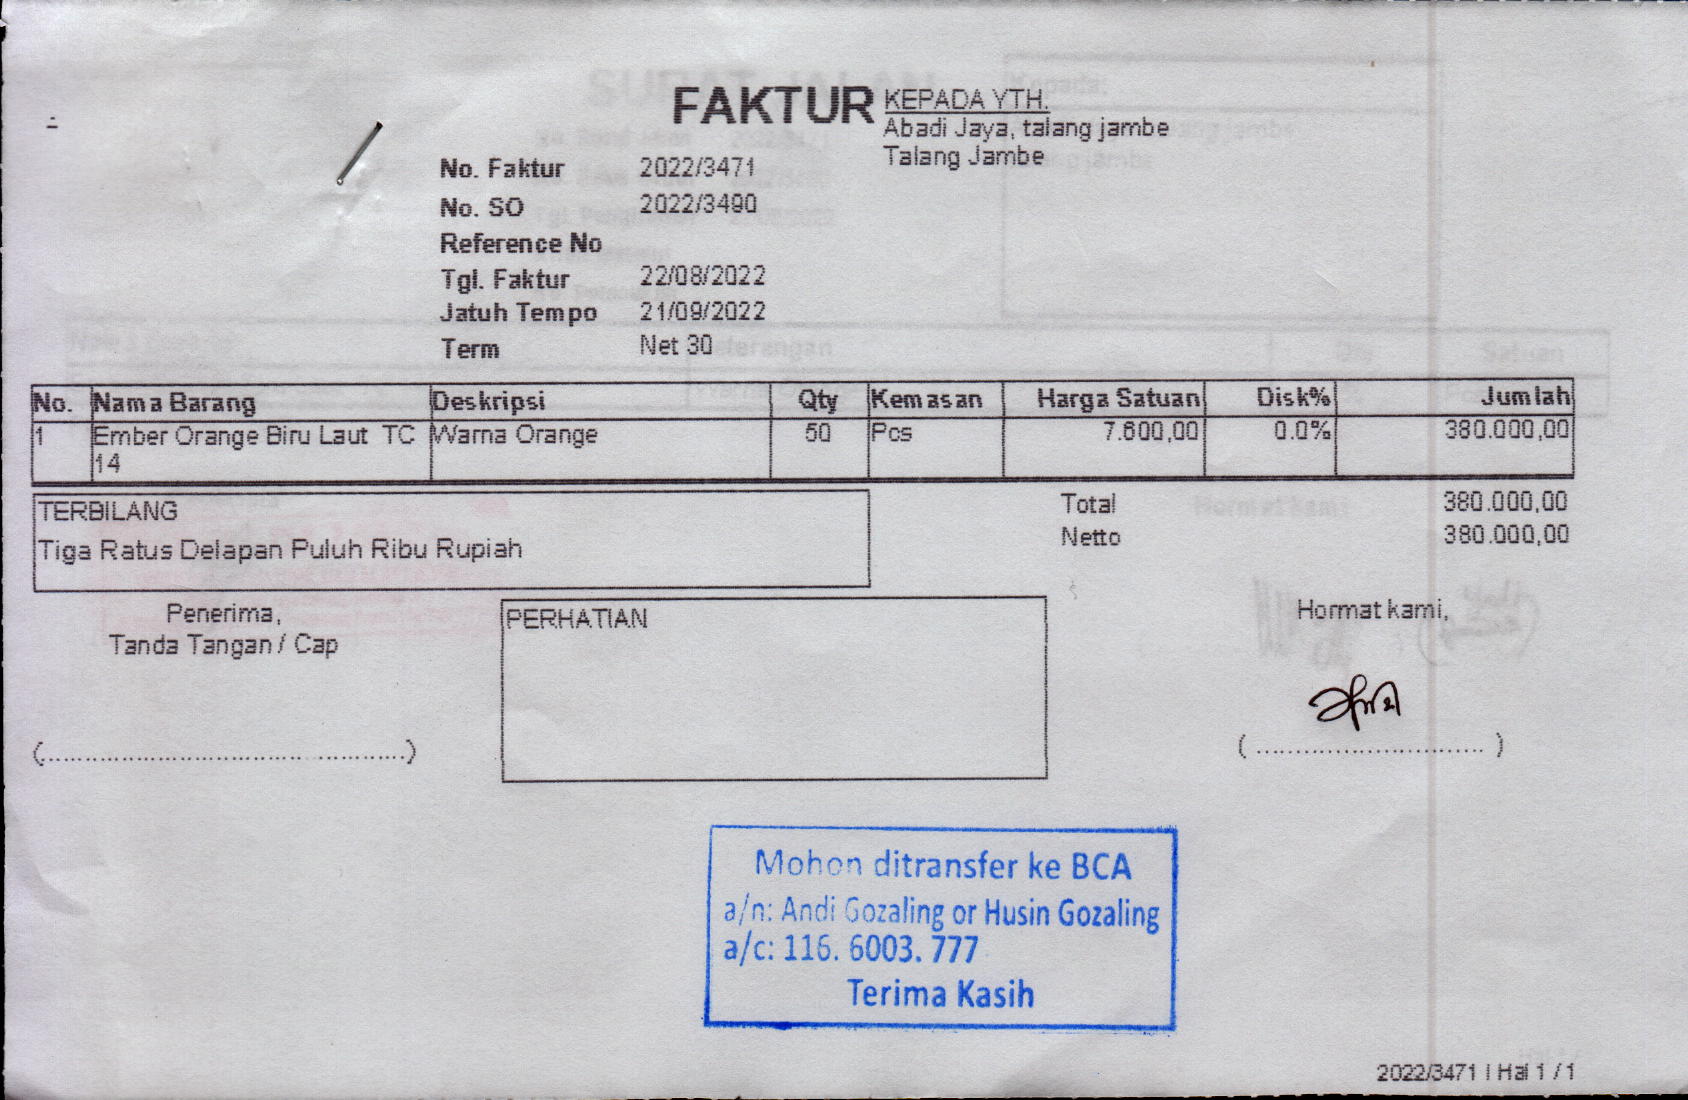 FAKTUR
KEPADA YTH.
Abadi Jaya, talang jambe
Talang Jambe
No. Faktur 2022/3471
No. SO 2022/3490
Reference No
Tgl. Faktur 22/08/2022
Jatuh Tempo 21/09/2022
Term Net 30
No. Nama Barang Deskripsi Qty Kemasan Harga Satuan Disk% Jumlah
1 Ember Orange Biru Laut TC Warna Orange 50 Pcs 7.600,00 0.0% 380.000,00
14
TERBILANG
Tiga Ratus Delapan Puluh Ribu Rupiah
Total 380.000,00
Netto 380.000,00
Penerima,
Tanda Tangan / Cap
PERHATIAN
Hormat kami,
(................................................)
( .............................. )
Mohon ditransfer ke BCA
a/n: Andi Gozaling or Husin Gozaling
a/c: 116. 6003. 777
Terima Kasih
2022/3471 | Hal 1 / 1